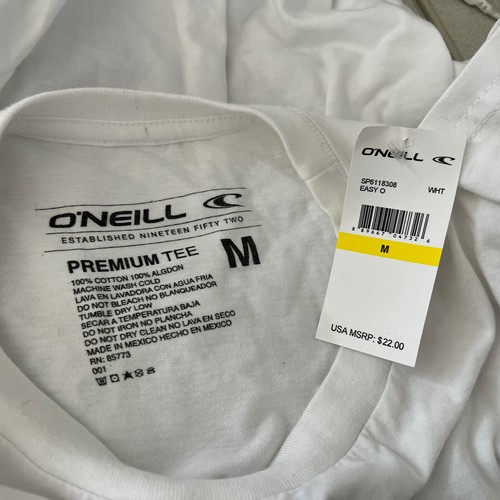 O'NEILL
ESTABLISHED NINETEEN FIFTY TWO
PREMIUM TEE M
100% COTTON 100% ALGDON
MACHINE WASH COLD
LAVA EN LAVADORA CON AGUA FRIA
DO NOT BLEACH NO BLANQUEADOR
TUMBLE DRY LOW
SECAR A TEMPERATURA BAJA
DO NOT IRON NO PLANCHA
DO NOT DRY CLEAN NO LAVA EN SECO
MADE IN MEXICO HECHO EN MEXICO
RN: 85773
001
O'NEILL
SP6118308
EASY O WHT
M
USA MSRP: $22.00